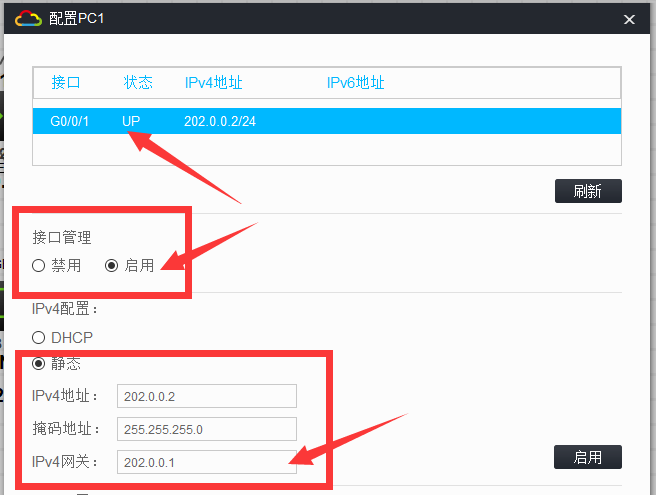 配置PC1
接口 状态 IPv4地址 IPv6地址
G0/0/1 UP 202.0.0.2/24
刷新
接口管理
禁用 启用
IPv4配置：
DHCP
静态
IPv4地址： 202.0.0.2
掩码地址： 255.255.255.0
IPv4网关： 202.0.0.1
启用